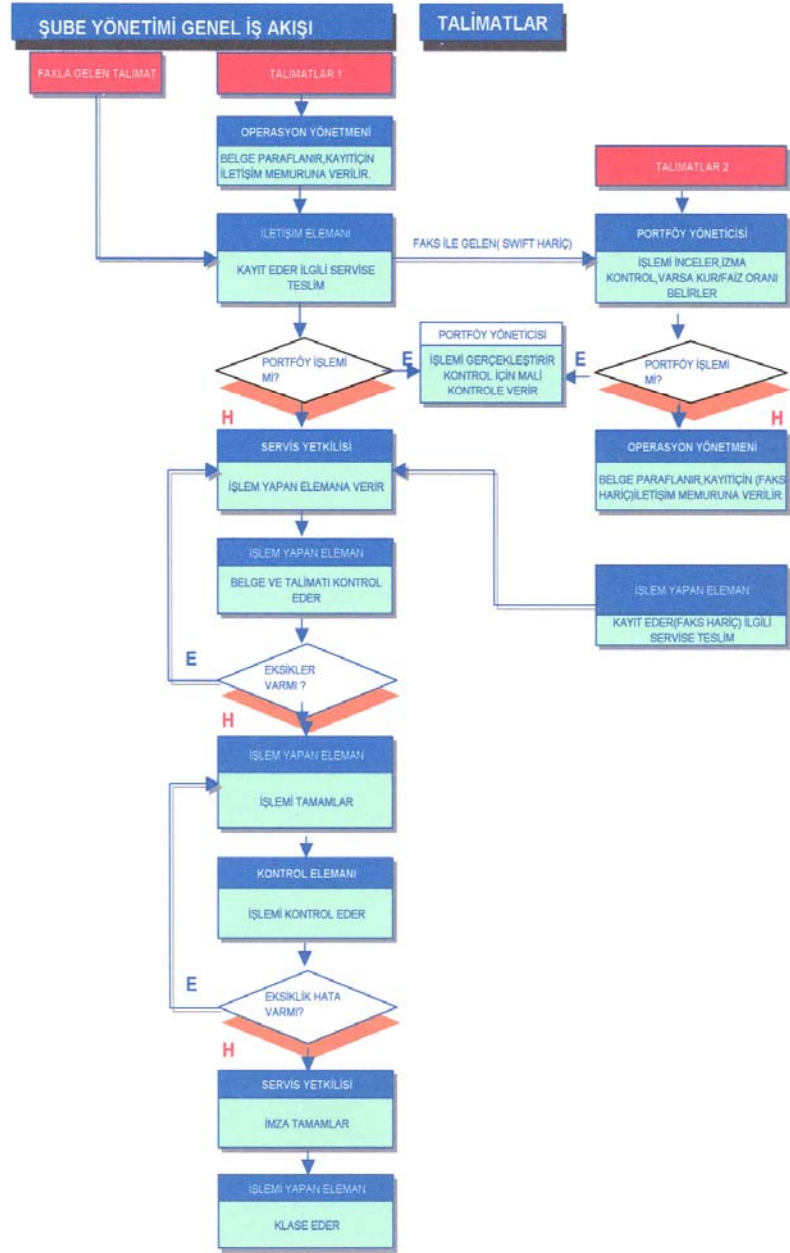 ŞUBE YÖNETİMİ GENEL İŞ AKIŞI
TALİMATLAR
FAXLA GELEN TALIMAT
TALIMATLAR 1
OPERASYON YÖNETMENİ
BELGE PARAFLANIR,KAYITİÇİN
İLETİŞİM MEMURUNA VERİLİR.
TALIMATLAR 2
İLETİŞİM ELEMANI
KAYIT EDER İLGİLİ SERVİSE
TESLİM
FAKS İLE GELEN( SWIFT HARİÇ)
PORTFÖY YÖNETİCİSİ
İŞLEMİ İNCELER,İZMA
KONTROL,VARSA KUR/FAİZ ORANI
BELİRLER
PORTFÖY İŞLEMİ
Mİ?
E
PORTFÖY YÖNETİCİSİ
İŞLEMİ GERÇEKLEŞTİRİR
KONTROL İÇİN MALİ
KONTROLE VERİR
E
PORTFÖY İŞLEMİ
Mİ?
H
H
SERVİS YETKİLİSİ
İŞLEM YAPAN ELEMANA VERİR
OPERASYON YÖNETMENİ
BELGE PARAFLANIR,KAYITİÇİN (FAKS
HARİÇ)İLETİŞİM MEMURUNA VERİLİR.
İŞLEM YAPAN ELEMAN
BELGE VE TALİMATI KONTROL
EDER
İŞLEM YAPAN ELEMAN
KAYIT EDER(FAKS HARİÇ) İLGİLİ
SERVİSE TESLİM
E
EKSİKLER
VARMI ?
H
İŞLEM YAPAN ELEMAN
İŞLEMİ TAMAMLAR
KONTROL ELEMANI
İŞLEMİ KONTROL EDER
E
EKSİKLİK HATA
VARMI?
H
SERVİS YETKİLİSİ
İMZA TAMAMLAR
İŞLEMİ YAPAN ELEMAN
KLASE EDER